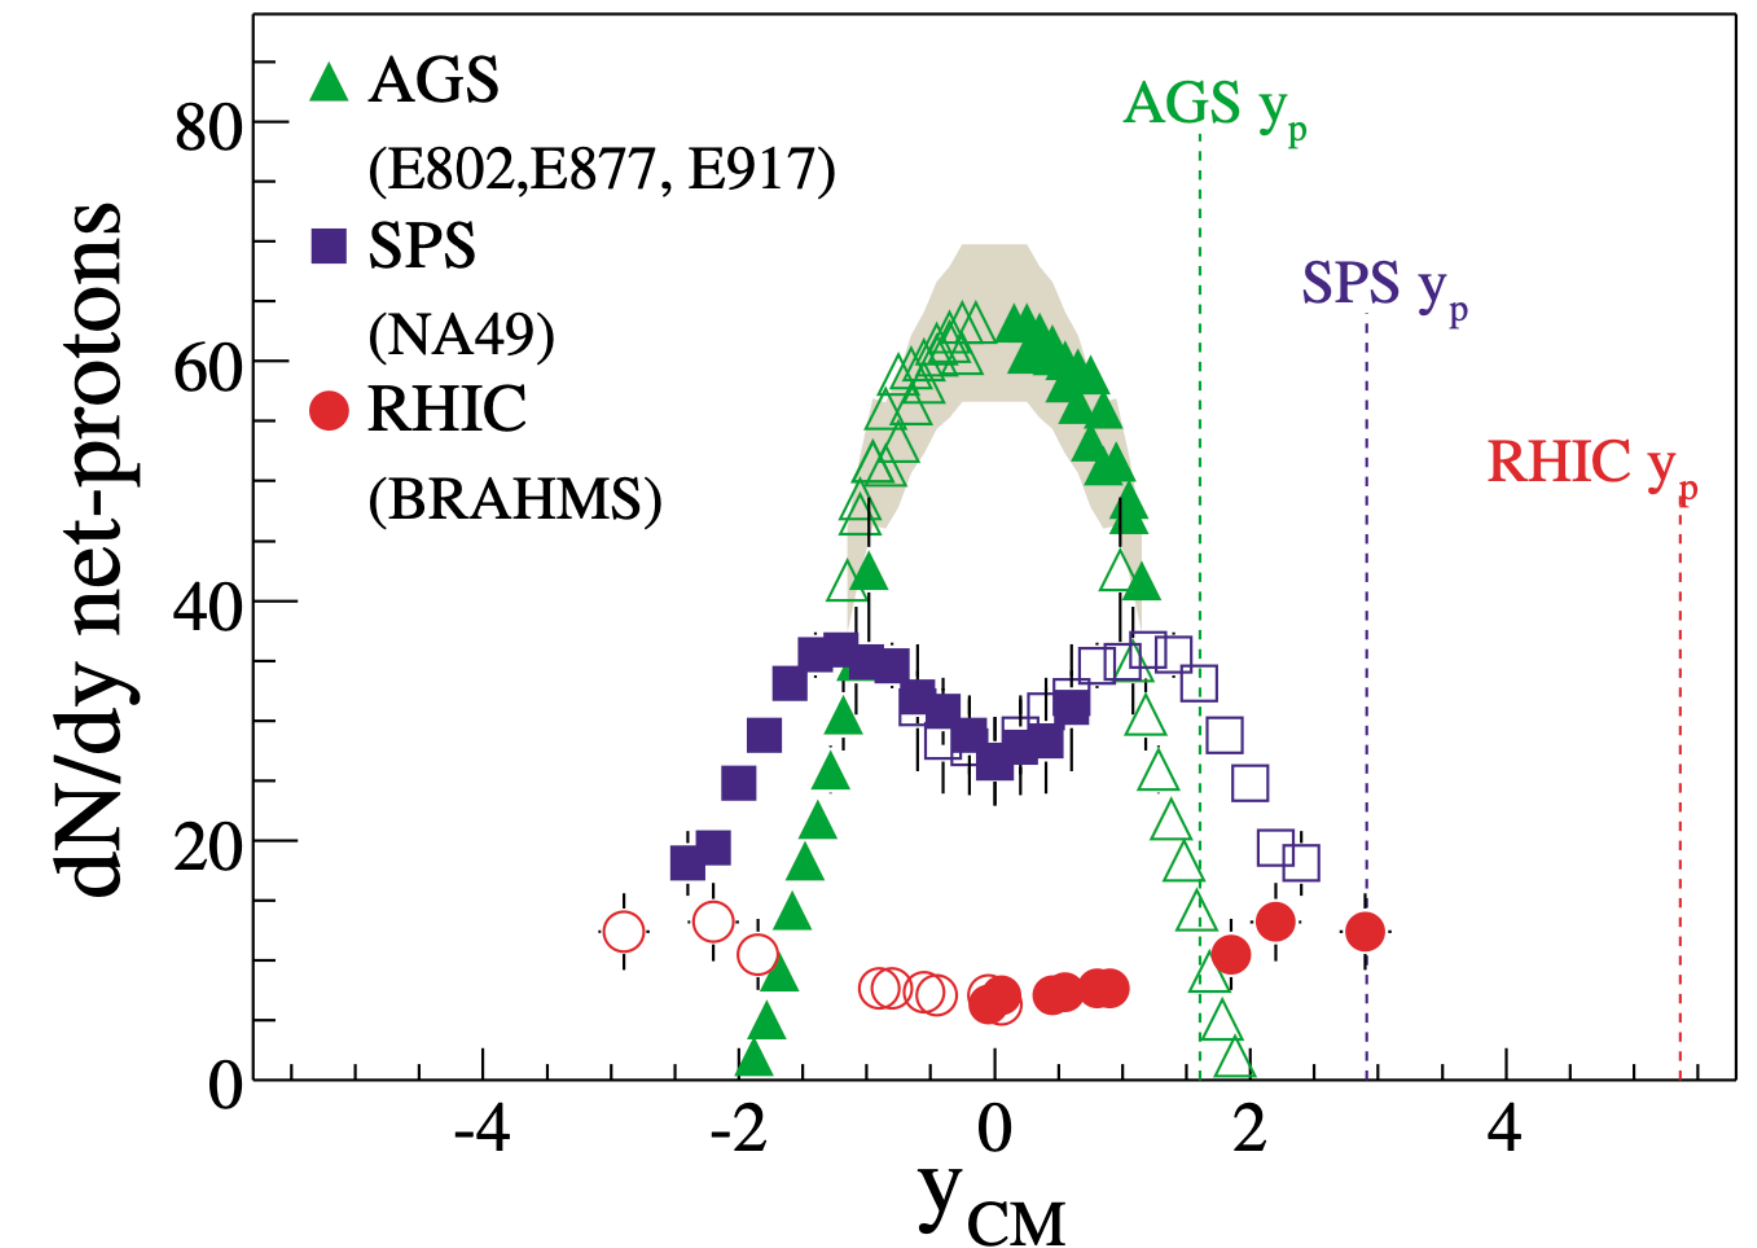 AGS
(E802,E877, E917)
SPS
(NA49)
RHIC
(BRAHMS)
AGS yp
SPS yp
RHIC yp
dN/dy net-protons
80
60
40
20
0
-4 -2 0 2 4
yCM